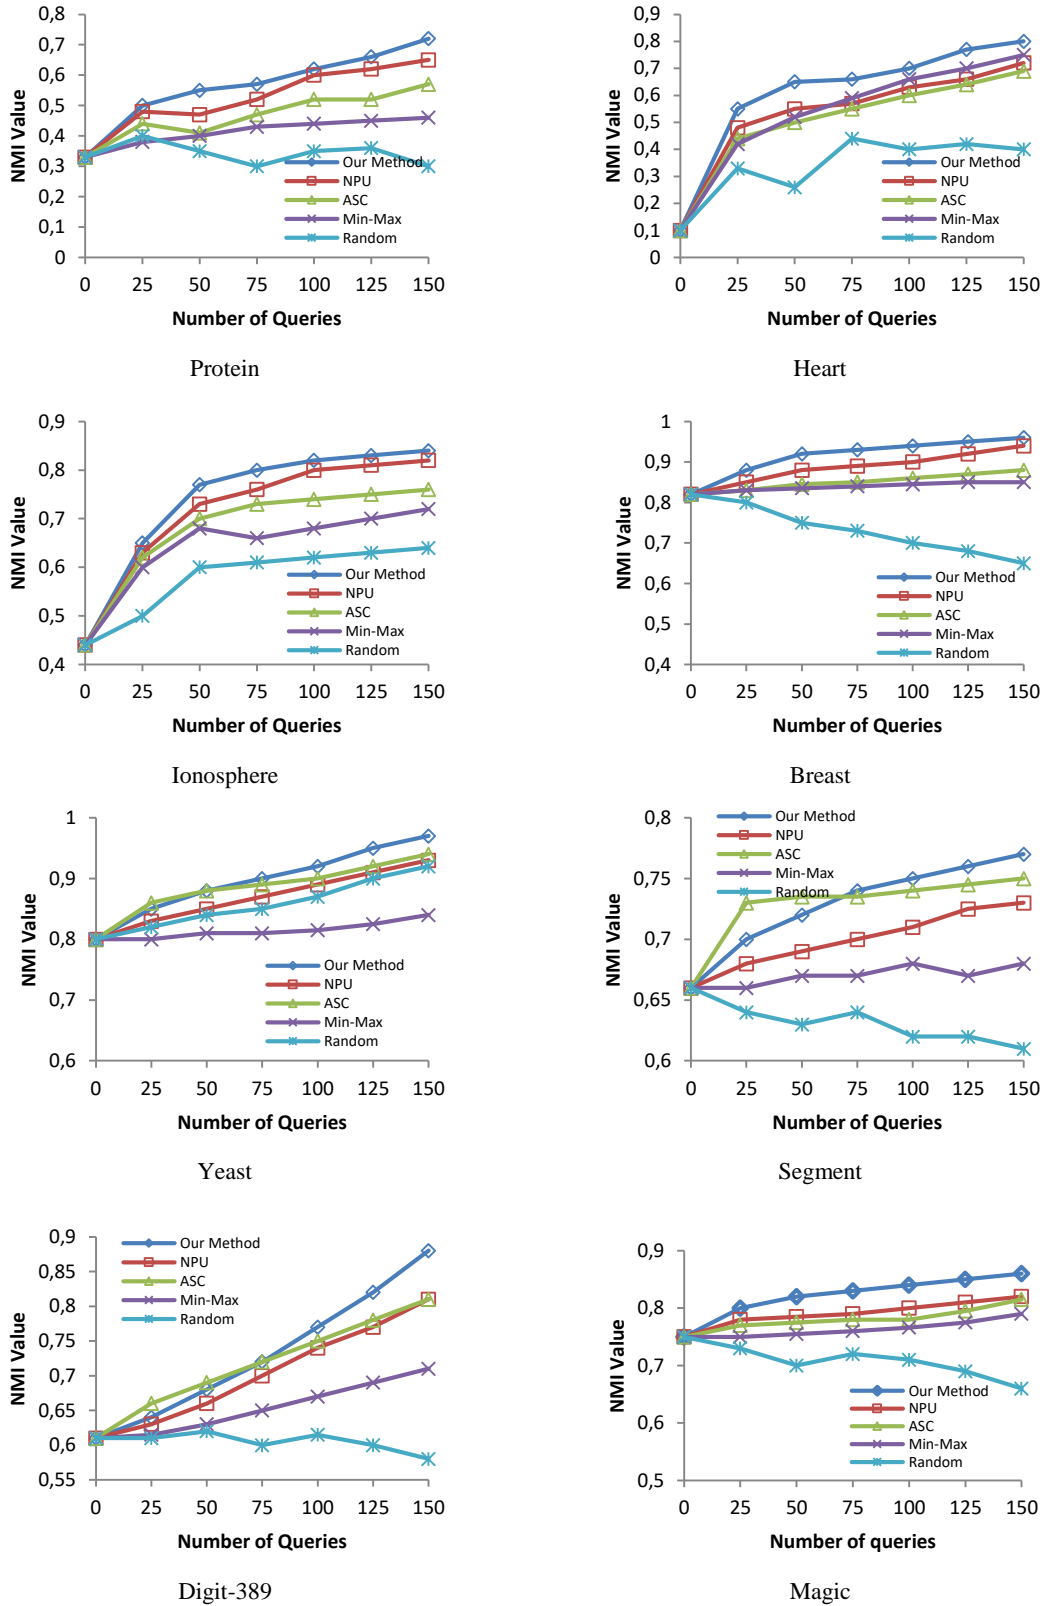 0,8
0,7
0,6
0,5
0,4
0,3
0,2
0,1
0
NMI Value
Our Method
NPU
ASC
Min-Max
Random
0 25 50 75 100 125 150
Number of Queries
Protein
0,9
0,8
0,7
0,6
0,5
0,4
0,3
0,2
0,1
0
NMI Value
Our Method
NPU
ASC
Min-Max
Random
0 25 50 75 100 125 150
Number of Queries
Heart
0,9
0,8
0,7
0,6
0,5
0,4
NMI Value
Our Method
NPU
ASC
Min-Max
Random
0 25 50 75 100 125 150
Number of Queries
Ionosphere
1
0,9
0,8
0,7
0,6
0,5
0,4
NMI Value
Our Method
NPU
ASC
Min-Max
Random
0 25 50 75 100 125 150
Number of Queries
Breast
1
0,9
0,8
0,7
0,6
NMI Value
Our Method
NPU
ASC
Min-Max
Random
0 25 50 75 100 125 150
Number of Queries
Yeast
0,8
0,75
0,7
0,65
0,6
NMI Value
Our Method
NPU
ASC
Min-Max
Random
0 25 50 75 100 125 150
Number of Queries
Segment
0,9
0,85
0,8
0,75
0,7
0,65
0,6
0,55
NMI Value
Our Method
NPU
ASC
Min-Max
Random
0 25 50 75 100 125 150
Number of Queries
Digit-389
0,9
0,8
0,7
0,6
0,5
NMI Value
Our Method
NPU
ASC
Min-Max
Random
0 25 50 75 100 125 150
Number of queries
Magic